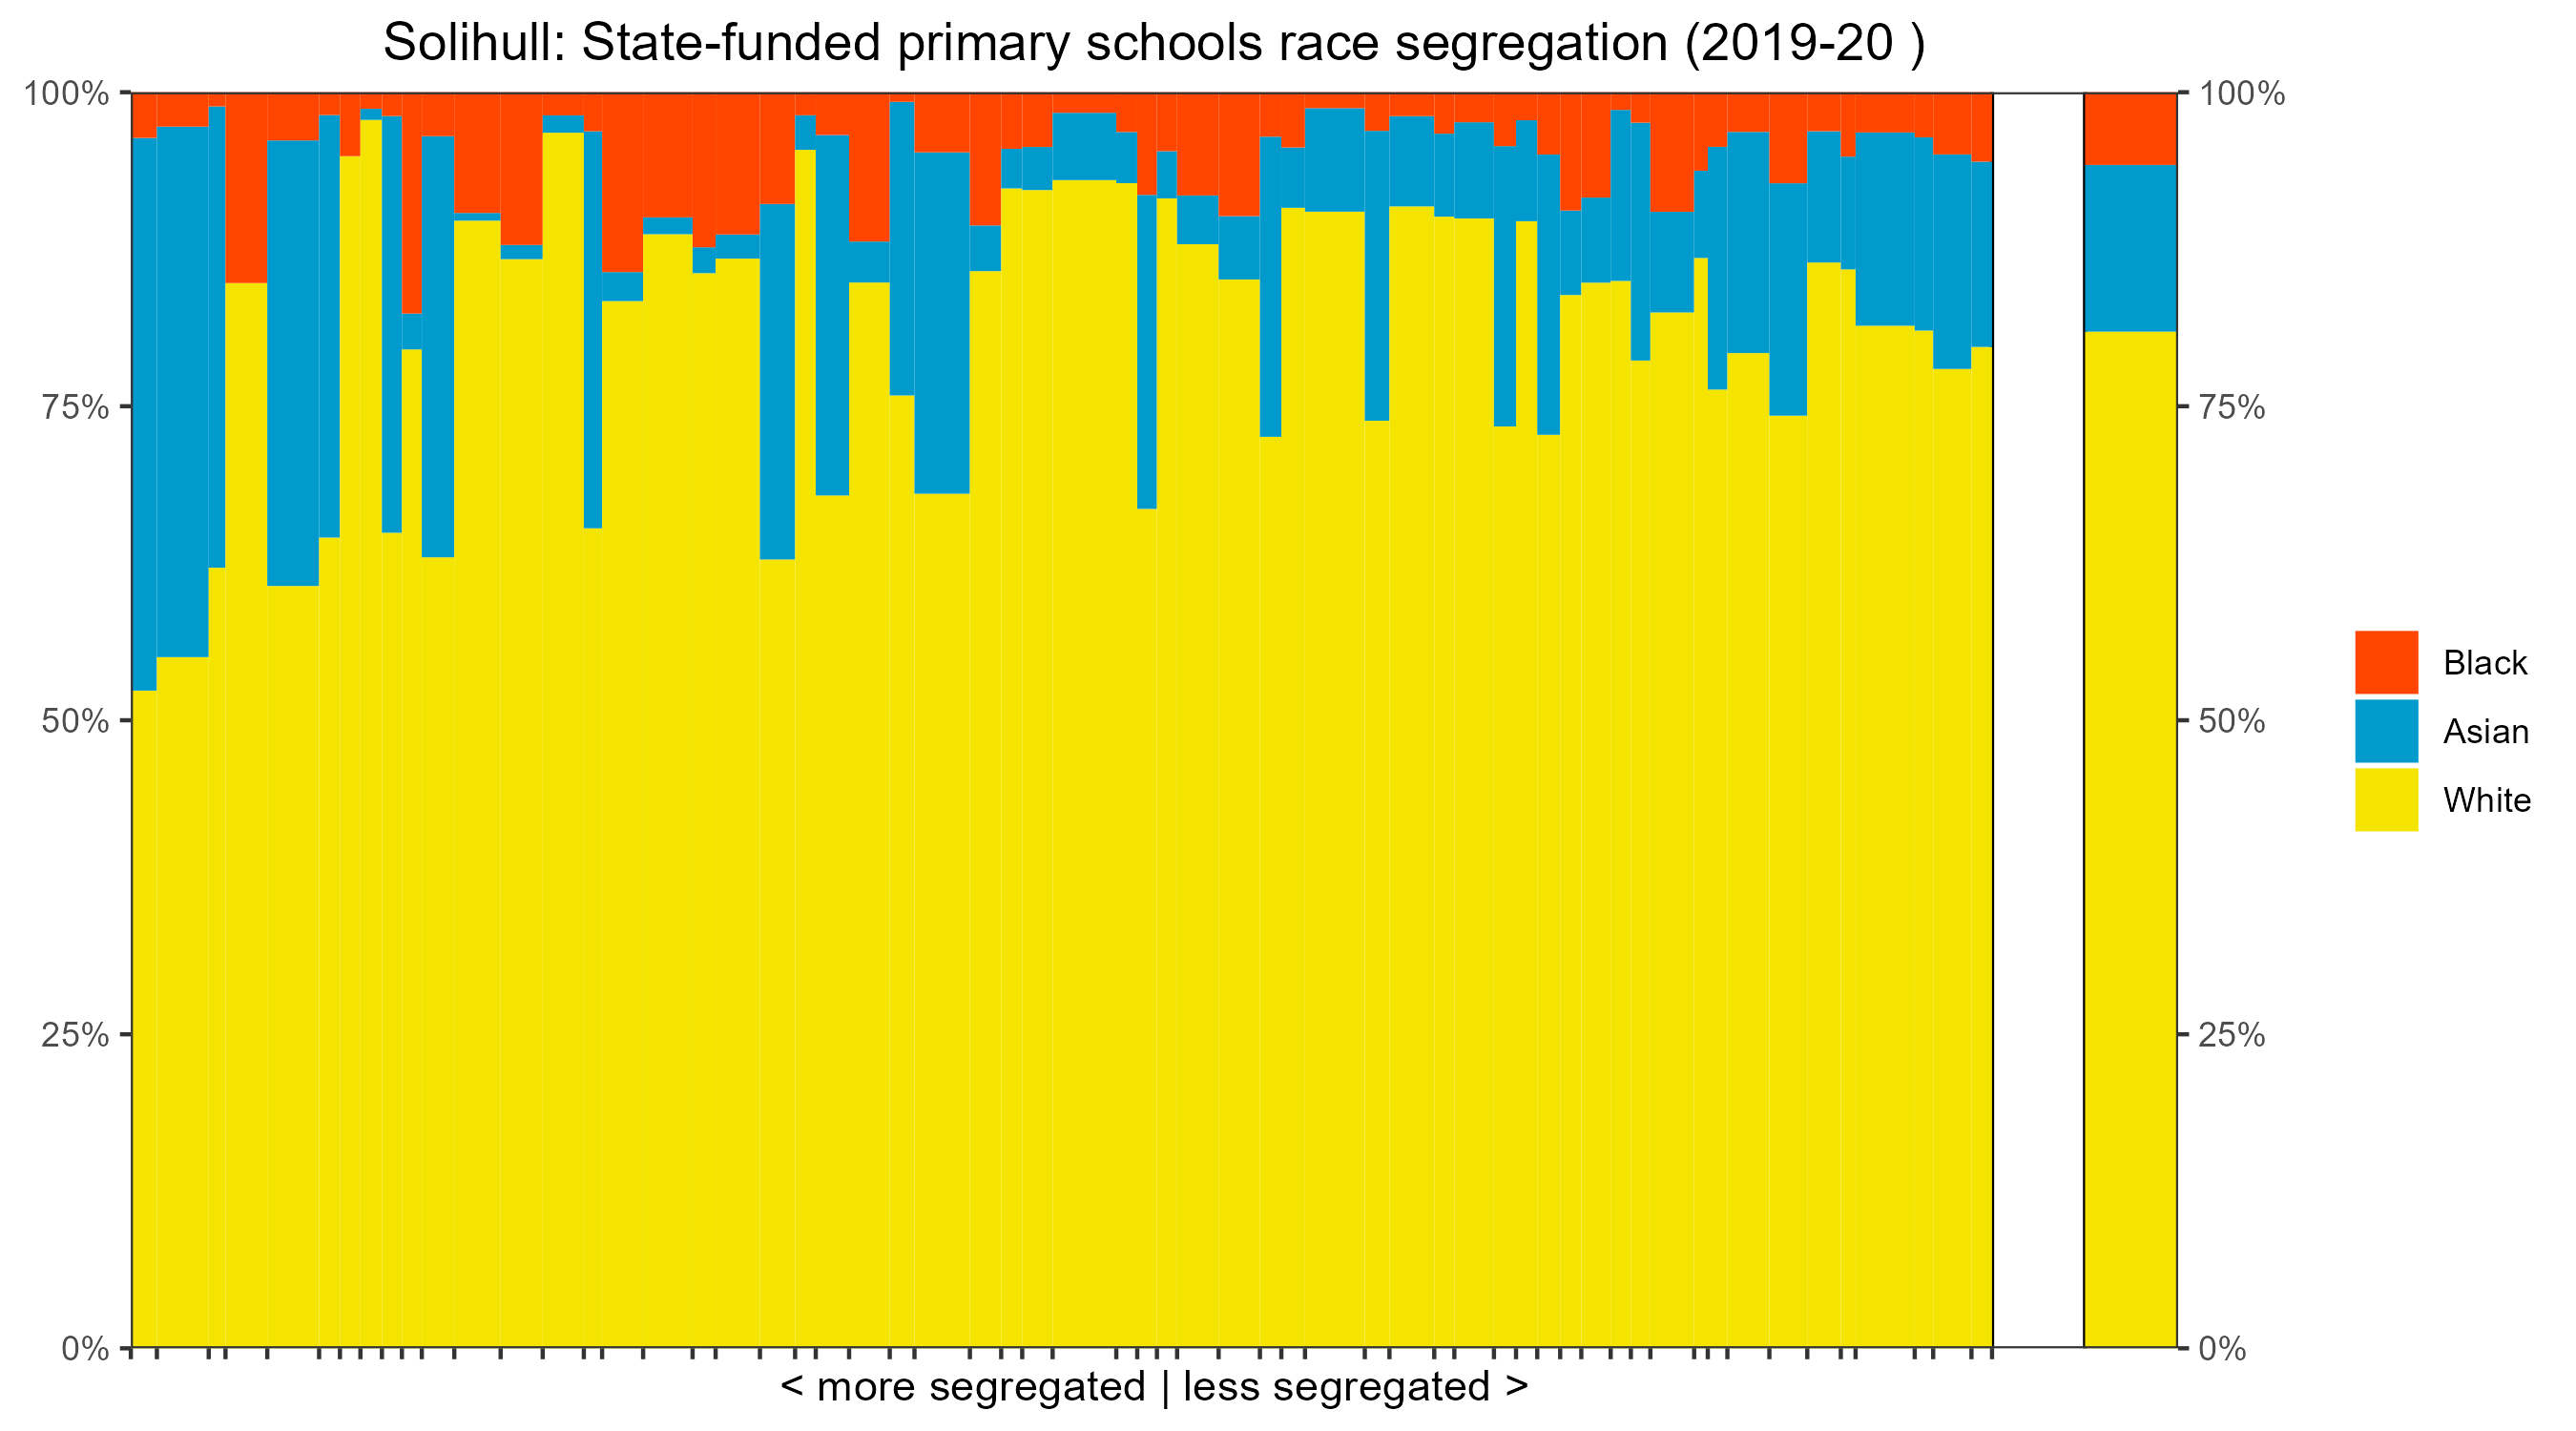 Solihull: State-funded primary schools race segregation (2019-20 )
100%
75%
50%
25%
0%
100%
75%
50%
25%
0%
Black
Asian
White
< more segregated | less segregated >